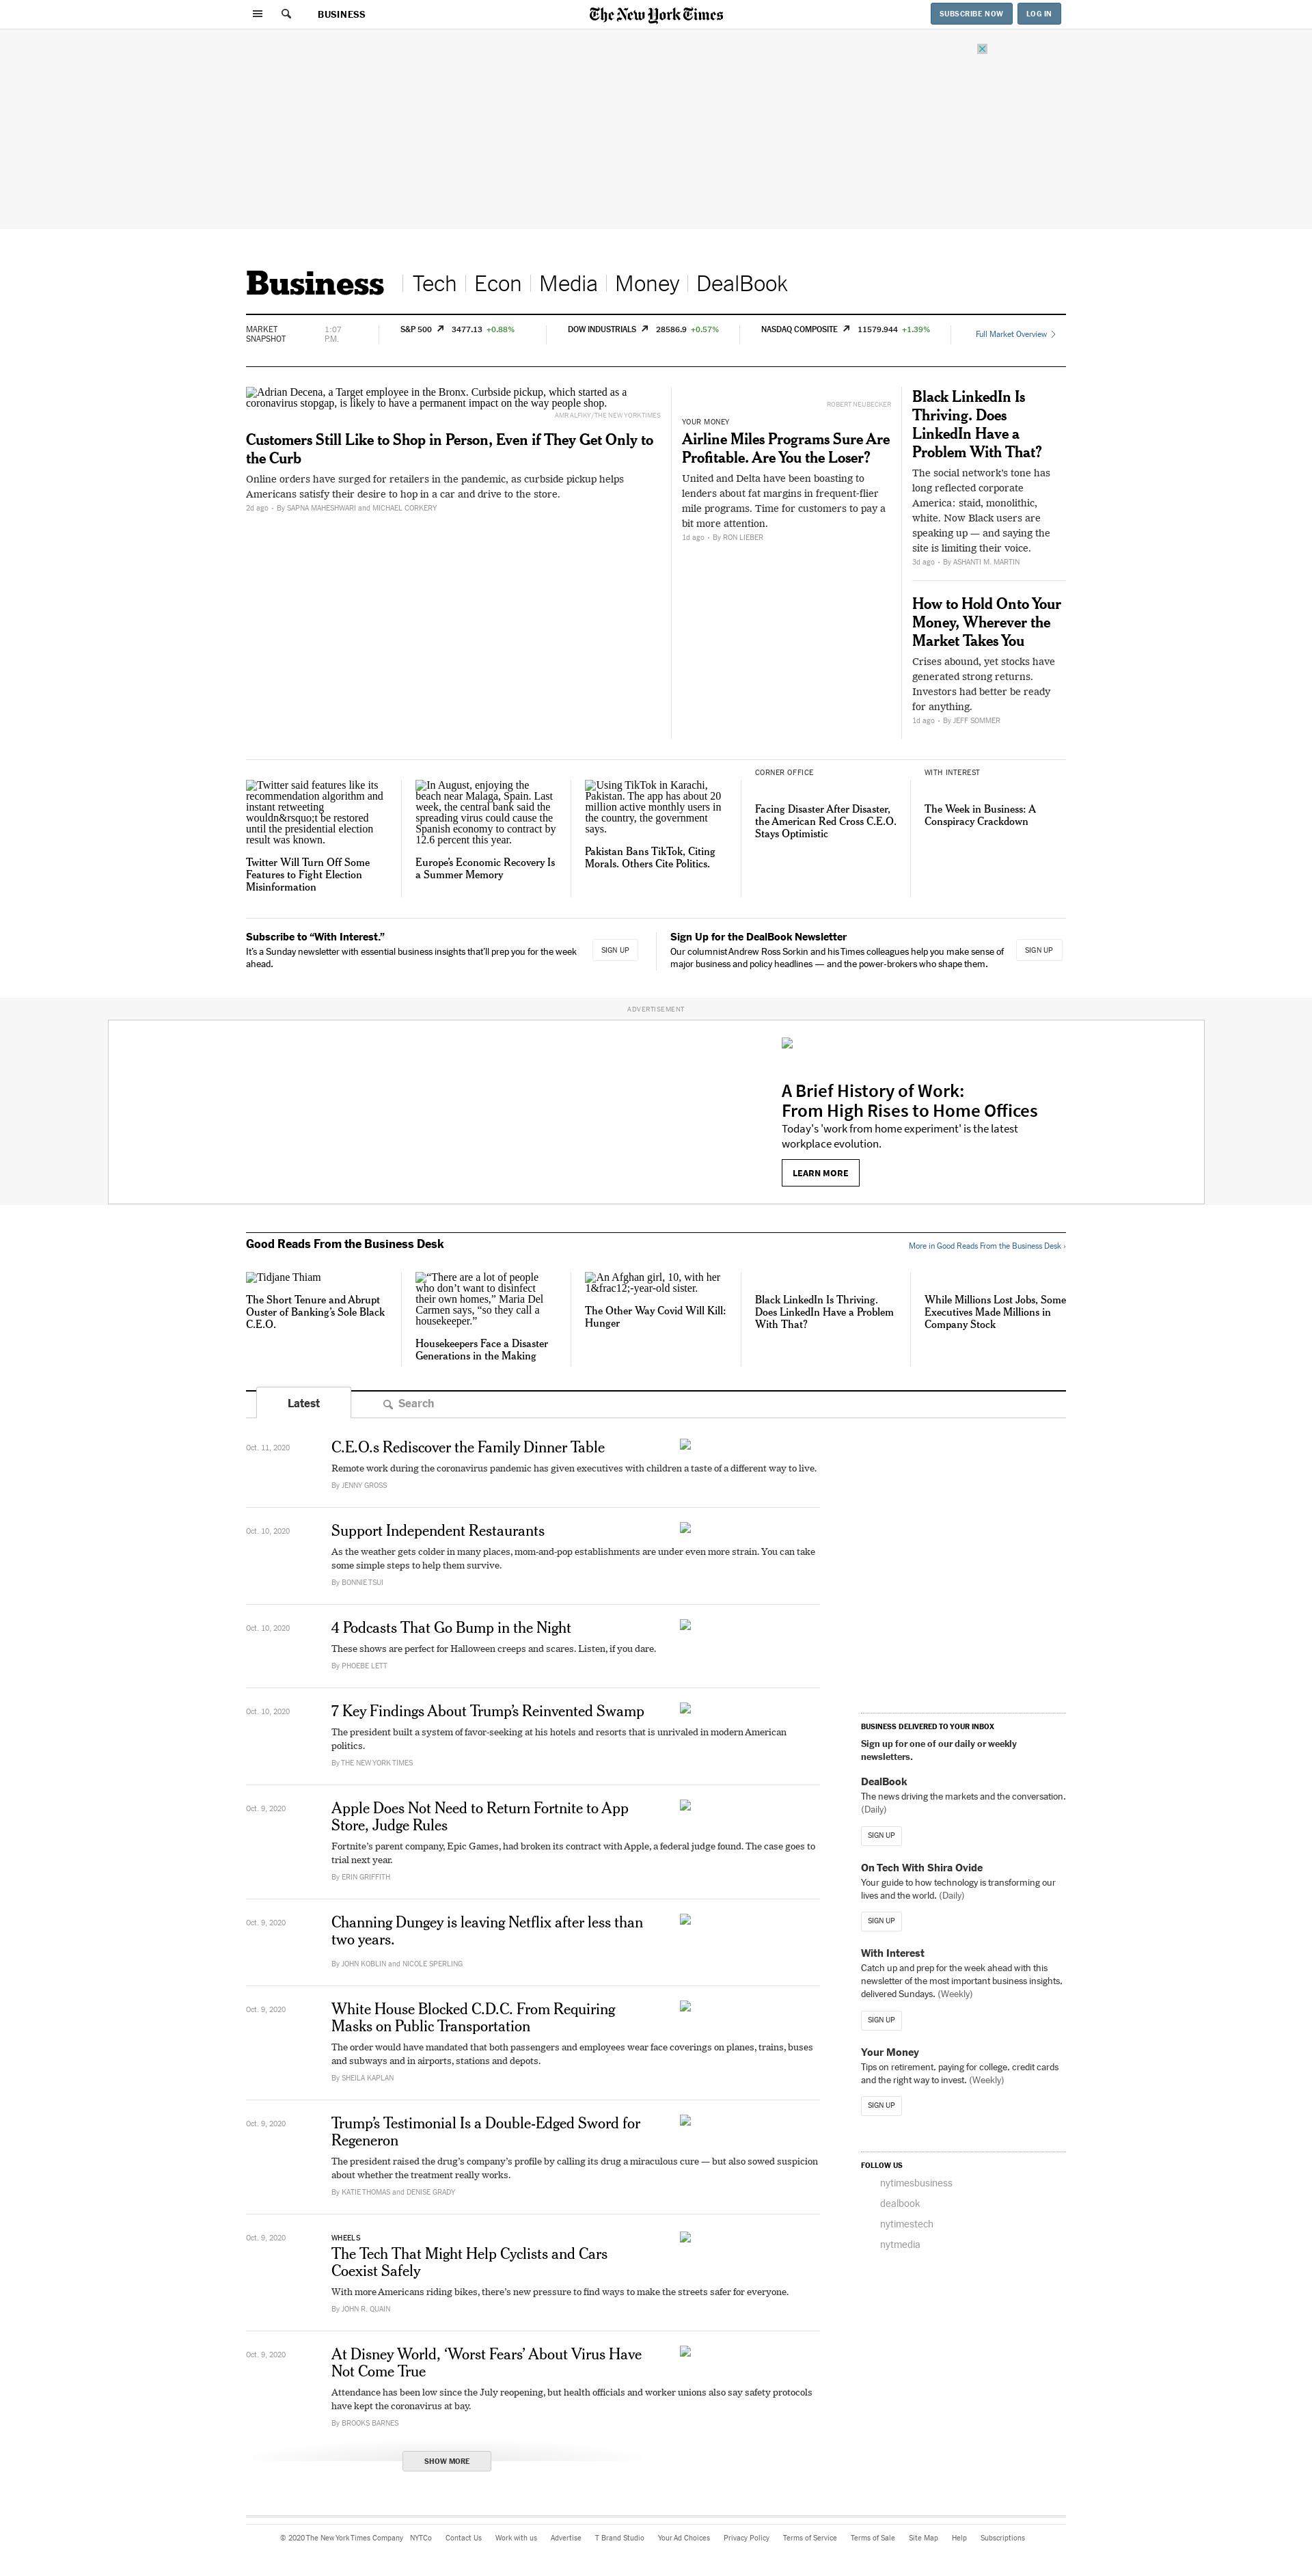 BUSINESS
The New York Times
SUBSCRIBE NOW
LOG IN
Business
Tech
Econ
Media
Money
DealBook
MARKET
SNAPSHOT
1:07
P.M.
S&P 500 3477.13 +0.88%
DOW INDUSTRIALS 28586.9 +0.57%
NASDAQ COMPOSITE 11579.944 +1.39%
Full Market Overview
Adrian Decena, a Target employee in the Bronx. Curbside pickup, which started as a
coronavirus stopgap, is likely to have a permanent impact on the way people shop.
AMR ALFIKY/THE NEW YORK TIMES
Customers Still Like to Shop in Person, Even if They Get Only to
the Curb
Online orders have surged for retailers in the pandemic, as curbside pickup helps
Americans satisfy their desire to hop in a car and drive to the store.
2d ago • By SAPNA MAHESHWARI and MICHAEL CORKERY
ROBERT NEUBECKER
YOUR MONEY
Airline Miles Programs Sure Are
Profitable. Are You the Loser?
United and Delta have been boasting to
lenders about fat margins in frequent-flier
mile programs. Time for customers to pay a
bit more attention.
1d ago • By RON LIEBER
Black LinkedIn Is
Thriving. Does
LinkedIn Have a
Problem With That?
The social network's tone has
long reflected corporate
America: staid, monolithic,
white. Now Black users are
speaking up — and saying the
site is limiting their voice.
3d ago • By ASHANTI M. MARTIN
How to Hold Onto Your
Money, Wherever the
Market Takes You
Crises abound, yet stocks have
generated strong returns.
Investors had better be ready
for anything.
1d ago • By JEFF SOMMER
Twitter said features like its
recommendation algorithm and
instant retweeting
wouldn&rsquo;t be restored
until the presidential election
result was known.
Twitter Will Turn Off Some
Features to Fight Election
Misinformation
In August, enjoying the
beach near Malaga, Spain. Last
week, the central bank said the
spreading virus could cause the
Spanish economy to contract by
12.6 percent this year.
Europe's Economic Recovery Is
a Summer Memory
Using TikTok in Karachi,
Pakistan. The app has about 20
million active monthly users in
the country, the government
says.
Pakistan Bans TikTok, Citing
Morals. Others Cite Politics.
CORNER OFFICE
Facing Disaster After Disaster,
the American Red Cross C.E.O.
Stays Optimistic
WITH INTEREST
The Week in Business: A
Conspiracy Crackdown
Subscribe to “With Interest.”
It's a Sunday newsletter with essential business insights that'll prep you for the week
ahead.
SIGN UP
Sign Up for the DealBook Newsletter
Our columnist Andrew Ross Sorkin and his Times colleagues help you make sense of
major business and policy headlines — and the power-brokers who shape them.
SIGN UP
ADVERTISEMENT
A Brief History of Work:
From High Rises to Home Offices
Today's 'work from home experiment' is the latest
workplace evolution.
LEARN MORE
Good Reads From the Business Desk
More in Good Reads From the Business Desk ›
Tidjane Thiam
The Short Tenure and Abrupt
Ouster of Banking's Sole Black
C.E.O.
“There are a lot of people
who don't want to disinfect
their own homes,” Maria Del
Carmen says, “so they call a
housekeeper.”
Housekeepers Face a Disaster
Generations in the Making
An Afghan girl, 10, with her
1&frac12;-year-old sister.
The Other Way Covid Will Kill:
Hunger
Black LinkedIn Is Thriving.
Does LinkedIn Have a Problem
With That?
While Millions Lost Jobs, Some
Executives Made Millions in
Company Stock
Latest
Search
Oct. 11, 2020
C.E.O.s Rediscover the Family Dinner Table
Remote work during the coronavirus pandemic has given executives with children a taste of a different way to live.
By JENNY GROSS
Oct. 10, 2020
Support Independent Restaurants
As the weather gets colder in many places, mom-and-pop establishments are under even more strain. You can take
some simple steps to help them survive.
By BONNIE TSUI
Oct. 10, 2020
4 Podcasts That Go Bump in the Night
These shows are perfect for Halloween creeps and scares. Listen, if you dare.
By PHOEBE LETT
Oct. 10, 2020
7 Key Findings About Trump's Reinvented Swamp
The president built a system of favor-seeking at his hotels and resorts that is unrivaled in modern American
politics.
By THE NEW YORK TIMES
Oct. 9, 2020
Apple Does Not Need to Return Fortnite to App
Store, Judge Rules
Fortnite's parent company, Epic Games, had broken its contract with Apple, a federal judge found. The case goes to
trial next year.
By ERIN GRIFFITH
Oct. 9, 2020
Channing Dungey is leaving Netflix after less than
two years.
By JOHN KOBLIN and NICOLE SPERLING
Oct. 9, 2020
White House Blocked C.D.C. From Requiring
Masks on Public Transportation
The order would have mandated that both passengers and employees wear face coverings on planes, trains, buses
and subways and in airports, stations and depots.
By SHEILA KAPLAN
Oct. 9, 2020
Trump's Testimonial Is a Double-Edged Sword for
Regeneron
The president raised the drug's company's profile by calling its drug a miraculous cure — but also sowed suspicion
about whether the treatment really works.
By KATIE THOMAS and DENISE GRADY
Oct. 9, 2020
WHEELS
The Tech That Might Help Cyclists and Cars
Coexist Safely
With more Americans riding bikes, there's new pressure to find ways to make the streets safer for everyone.
By JOHN R. QUAIN
Oct. 9, 2020
At Disney World, ‘Worst Fears’ About Virus Have
Not Come True
Attendance has been low since the July reopening, but health officials and worker unions also say safety protocols
have kept the coronavirus at bay.
By BROOKS BARNES
SHOW MORE
BUSINESS DELIVERED TO YOUR INBOX
Sign up for one of our daily or weekly
newsletters.
DealBook
The news driving the markets and the conversation.
(Daily)
SIGN UP
On Tech With Shira Ovide
Your guide to how technology is transforming our
lives and the world. (Daily)
SIGN UP
With Interest
Catch up and prep for the week ahead with this
newsletter of the most important business insights,
delivered Sundays. (Weekly)
SIGN UP
Your Money
Tips on retirement, paying for college, credit cards
and the right way to invest. (Weekly)
SIGN UP
FOLLOW US
nytimesbusiness
dealbook
nytimestech
nytmedia
© 2020 The New York Times Company NYTCo Contact Us Work with us Advertise T Brand Studio Your Ad Choices Privacy Policy Terms of Service Terms of Sale Site Map Help Subscriptions